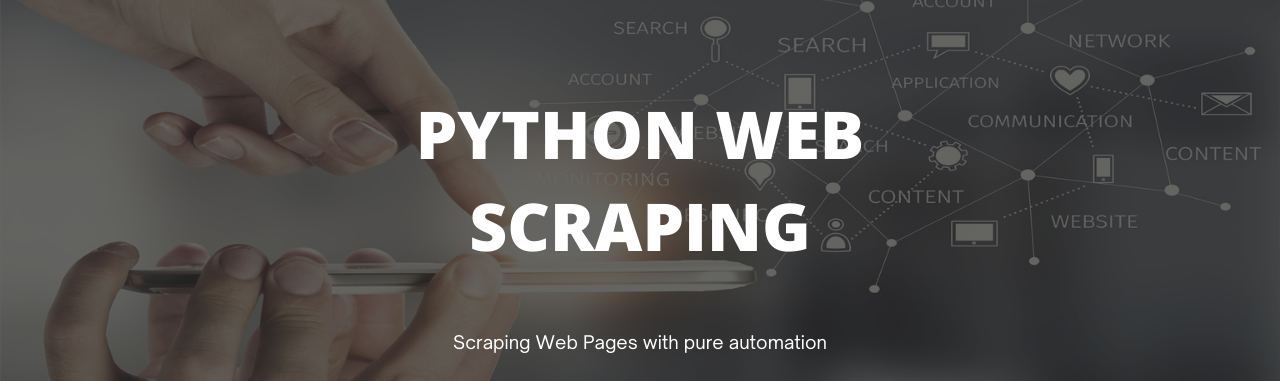 ACCOUNT
SEARCH
SEARCH
NETWORK
ACCOUNT
APPLICATION
COMMUNICATION
CONTENT
PYTHON WEB
SCRAPING
MONITORING
CONTENT
WEBSITE
Scraping Web Pages with pure automation